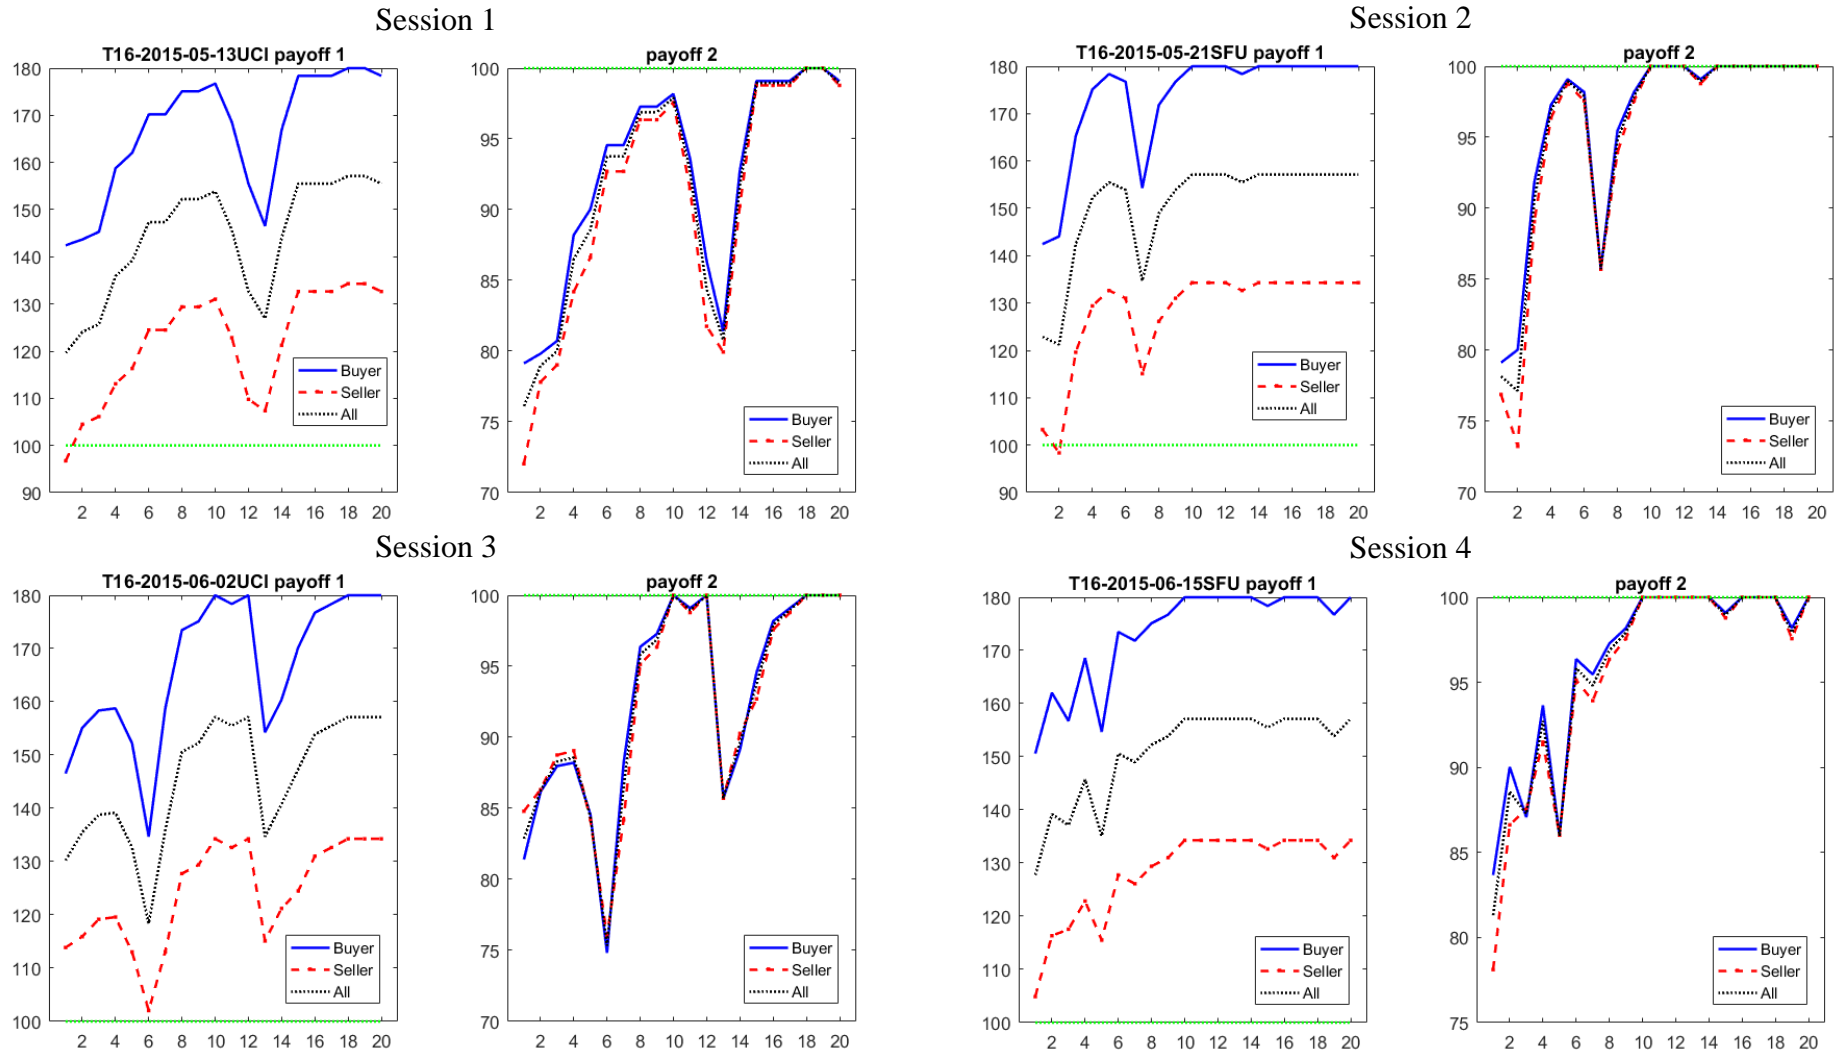 Session 1
T16-2015-05-13UCI payoff 1
180
170
160
150
140
130
120
110
100
90
2 4 6 8 10 12 14 16 18 20
Buyer
Seller
All
payoff 2
100
95
90
85
80
75
70
2 4 6 8 10 12 14 16 18 20
Buyer
Seller
All
Session 2
T16-2015-05-21SFU payoff 1
180
170
160
150
140
130
120
110
100
90
2 4 6 8 10 12 14 16 18 20
Buyer
Seller
All
payoff 2
100
95
90
85
80
75
70
2 4 6 8 10 12 14 16 18 20
Buyer
Seller
All
Session 3
T16-2015-06-02UCI payoff 1
180
170
160
150
140
130
120
110
100
2 4 6 8 10 12 14 16 18 20
Buyer
Seller
All
payoff 2
100
95
90
85
80
75
70
2 4 6 8 10 12 14 16 18 20
Buyer
Seller
All
Session 4
T16-2015-06-15SFU payoff 1
180
170
160
150
140
130
120
110
100
2 4 6 8 10 12 14 16 18 20
Buyer
Seller
All
payoff 2
100
95
90
85
80
75
2 4 6 8 10 12 14 16 18 20
Buyer
Seller
All